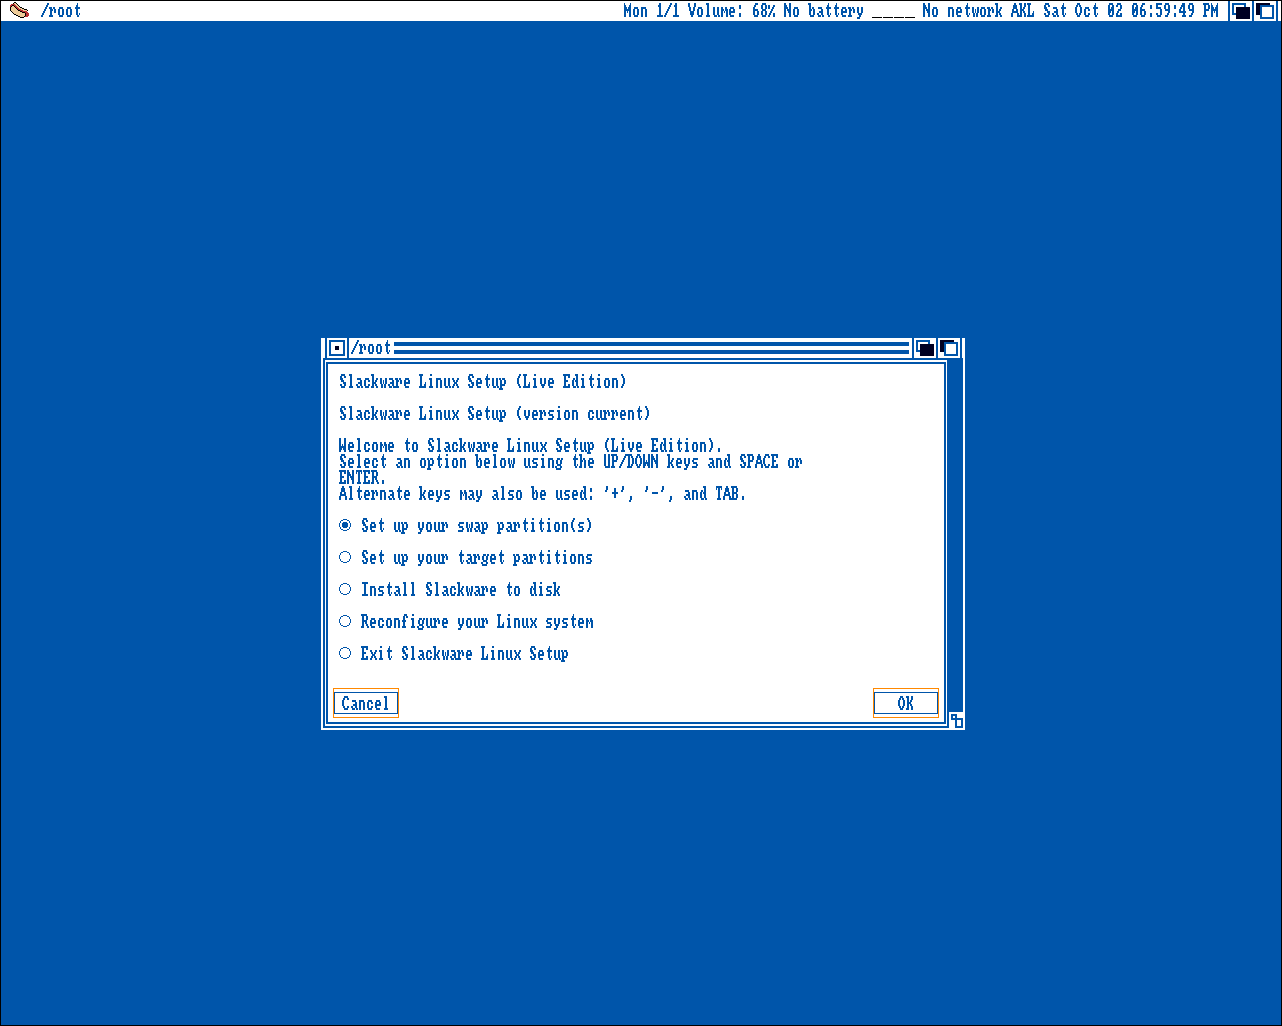 /root
Mon 1/1 Volume: 68% No battery ____ No network AKL Sat Oct 02 06:59:49 PM
/root
Slackware Linux Setup (Live Edition)
Slackware Linux Setup (version current)
Welcome to Slackware Linux Setup (Live Edition).
Select an option below using the UP/DOWN keys and SPACE or
ENTER.
Alternate keys may also be used: '+', '-', and TAB.
Set up your swap partition(s)
Set up your target partitions
Install Slackware to disk
Reconfigure your Linux system
Exit Slackware Linux Setup
Cancel
OK